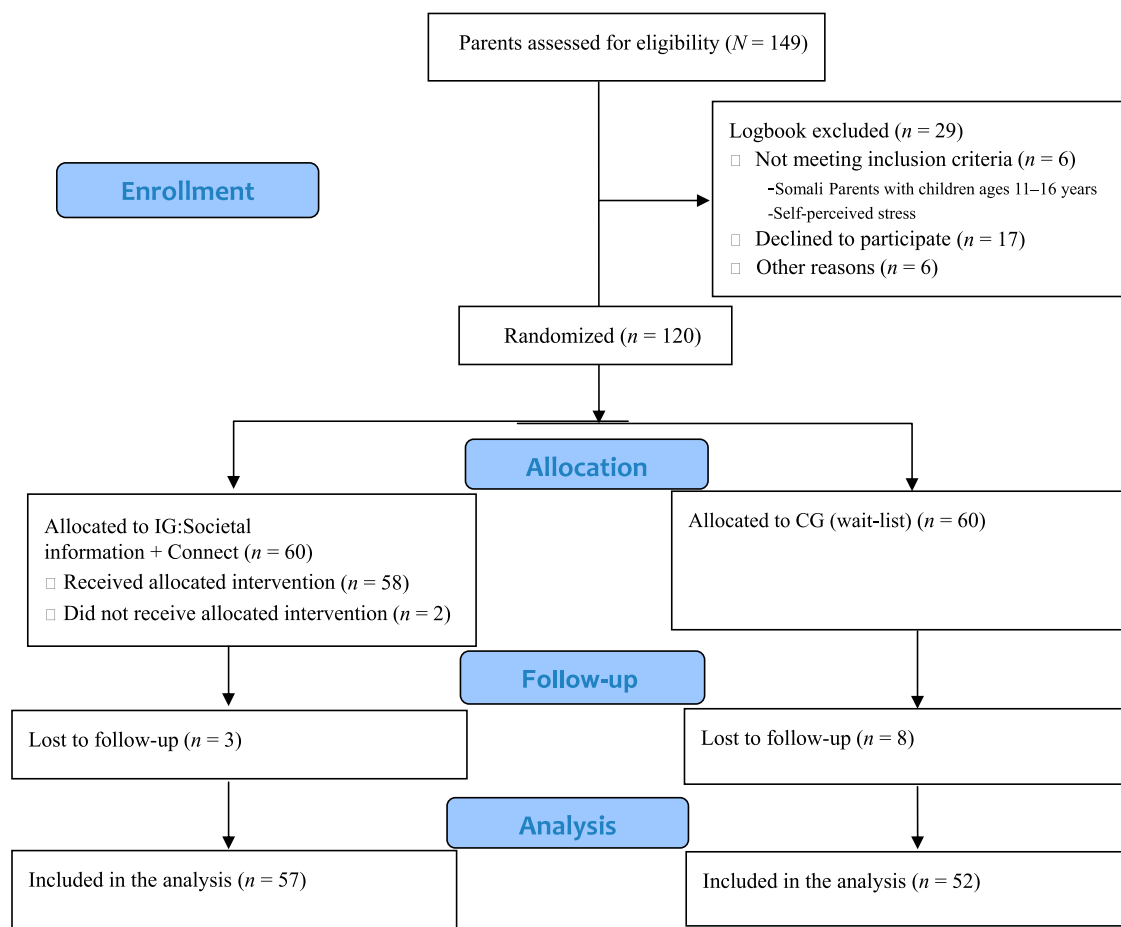 Parents assessed for eligibility (N = 149)
Logbook excluded (n = 29)
Not meeting inclusion criteria (n = 6)
-Somali Parents with children ages 11–16 years
-Self-perceived stress
Declined to participate (n = 17)
Other reasons (n = 6)
Enrollment
Randomized (n = 120)
Allocation
Allocated to IG:Societal
information + Connect (n = 60)
Received allocated intervention (n = 58)
Did not receive allocated intervention (n = 2)
Allocated to CG (wait-list) (n = 60)
Follow-up
Lost to follow-up (n = 3)
Lost to follow-up (n = 8)
Analysis
Included in the analysis (n = 57)
Included in the analysis (n = 52)